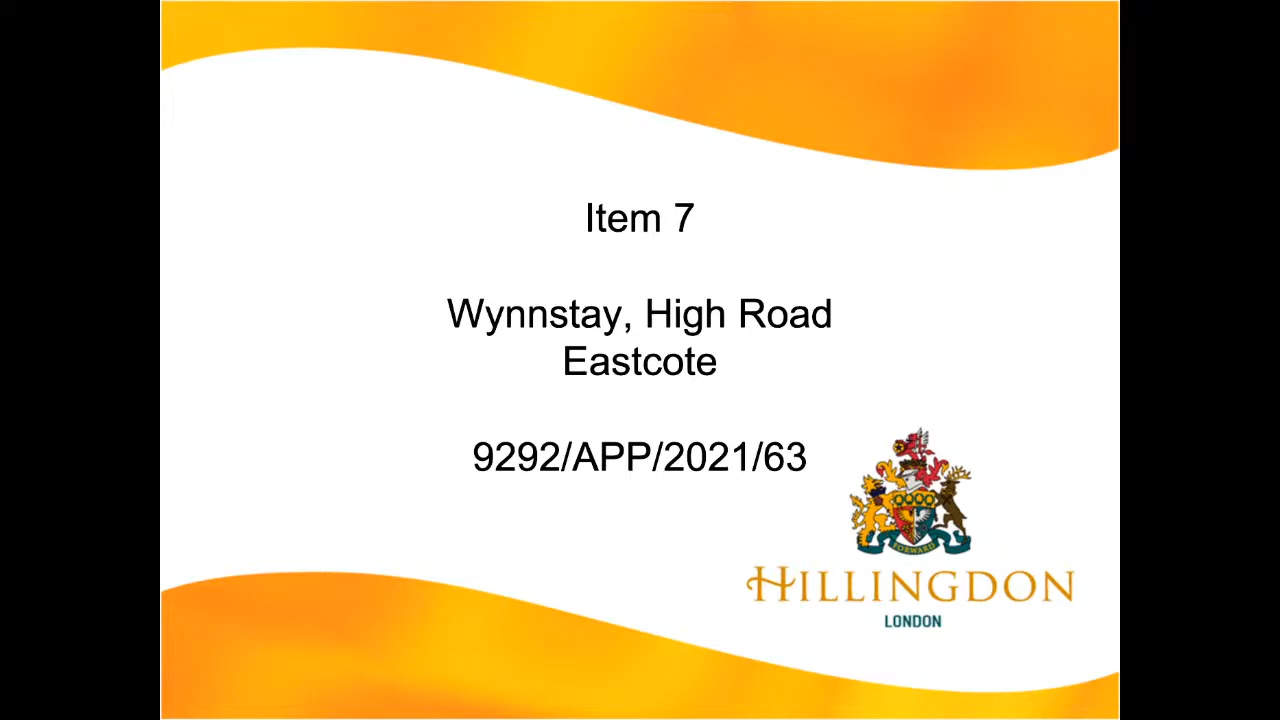 Item 7
Wynnstay, High Road
Eastcote
9292/APP/2021/63
FORWARD
HILLINGDON
LONDON